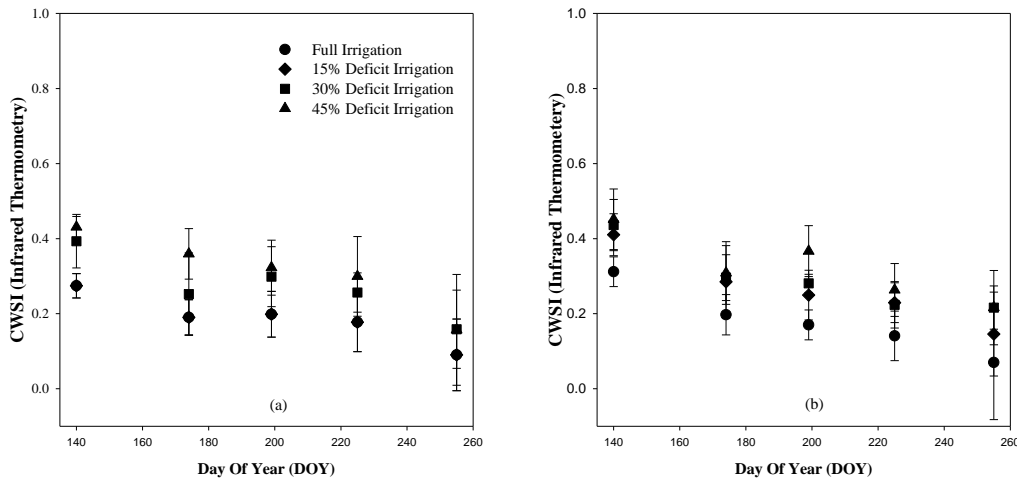 CWSI (Infrared Thermometry)
1.0
0.8
0.6
0.4
0.2
0.0
Full Irrigation
15% Deficit Irrigation
30% Deficit Irrigation
45% Deficit Irrigation
(a)
140 160 180 200 220 240 260
Day Of Year (DOY)
CWSI (Infrared Thermometery)
1.0
0.8
0.6
0.4
0.2
0.0
(b)
140 160 180 200 220 240 260
Day Of Year (DOY)